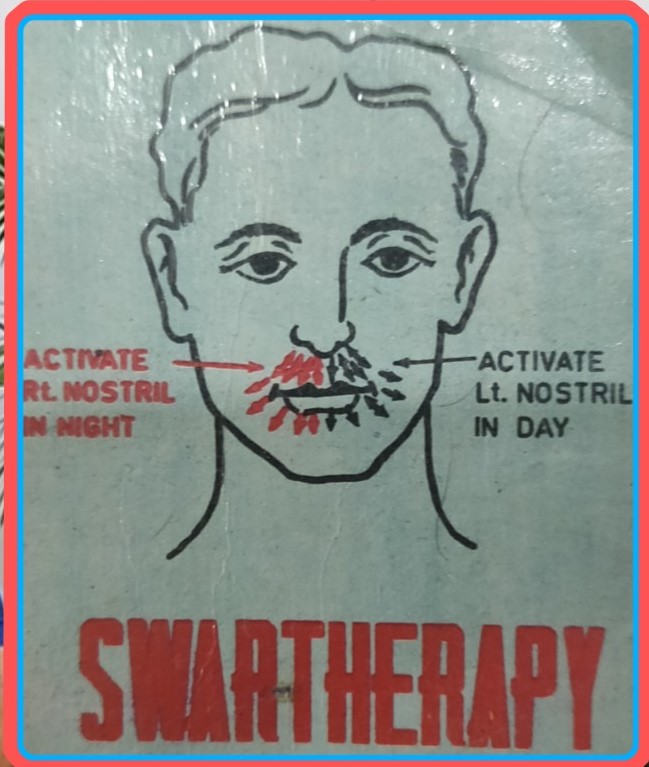 ACTIVATE
Rt. NOSTRIL
IN NIGHT
ACTIVATE
Lt. NOSTRIL
IN DAY
SWARTHERAPY